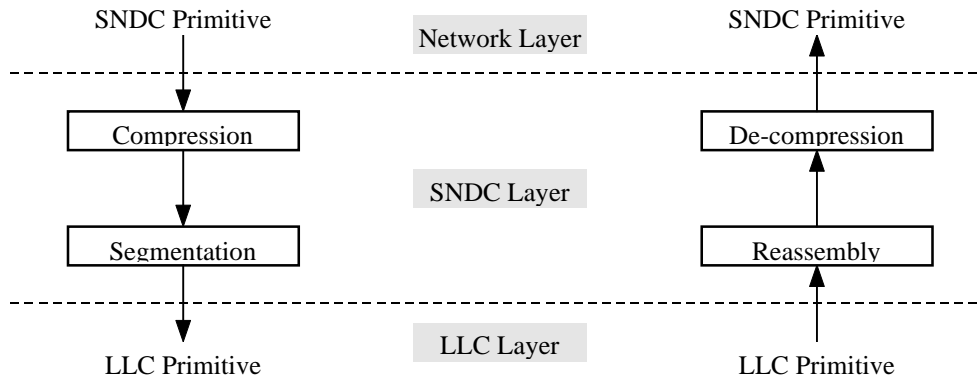 SNDC Primitive
Network Layer
SNDC Primitive
Compression
De-compression
SNDC Layer
Segmentation
Reassembly
LLC Layer
LLC Primitive
LLC Primitive